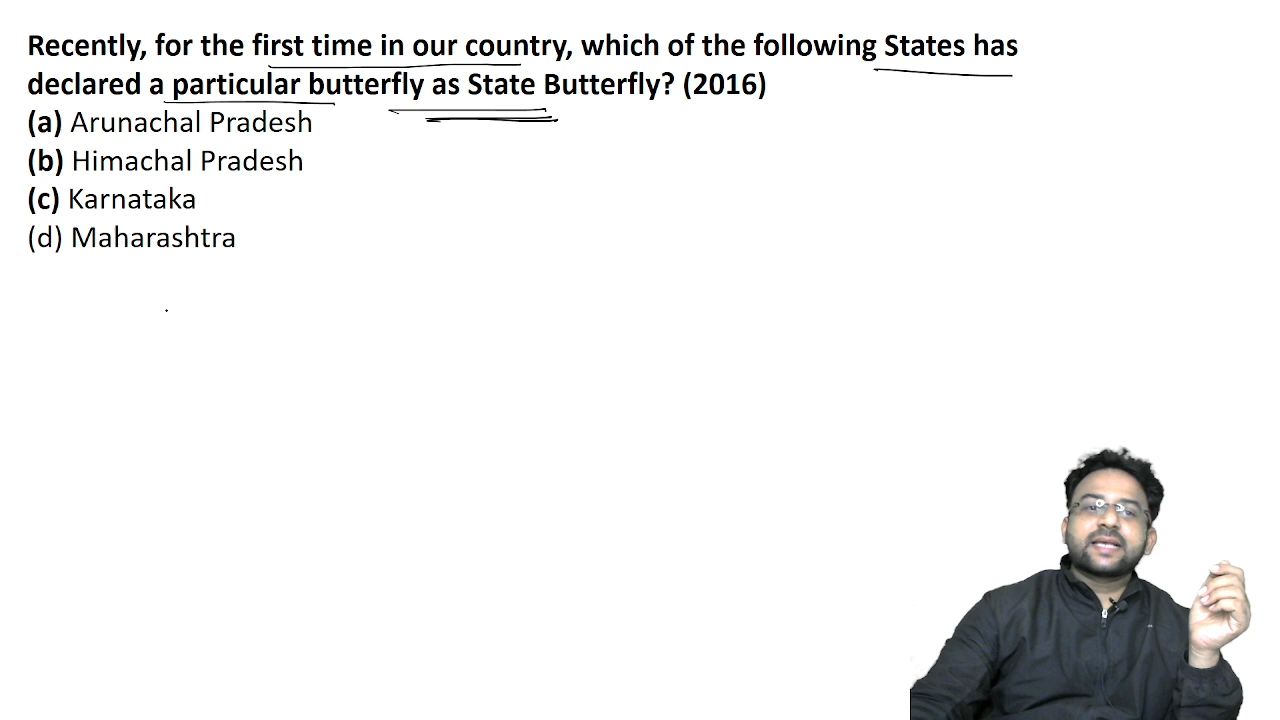 Recently, for the first time in our country, which of the following States has
declared a particular butterfly as State Butterfly? (2016)
(a) Arunachal Pradesh
(b) Himachal Pradesh
(c) Karnataka
(d) Maharashtra